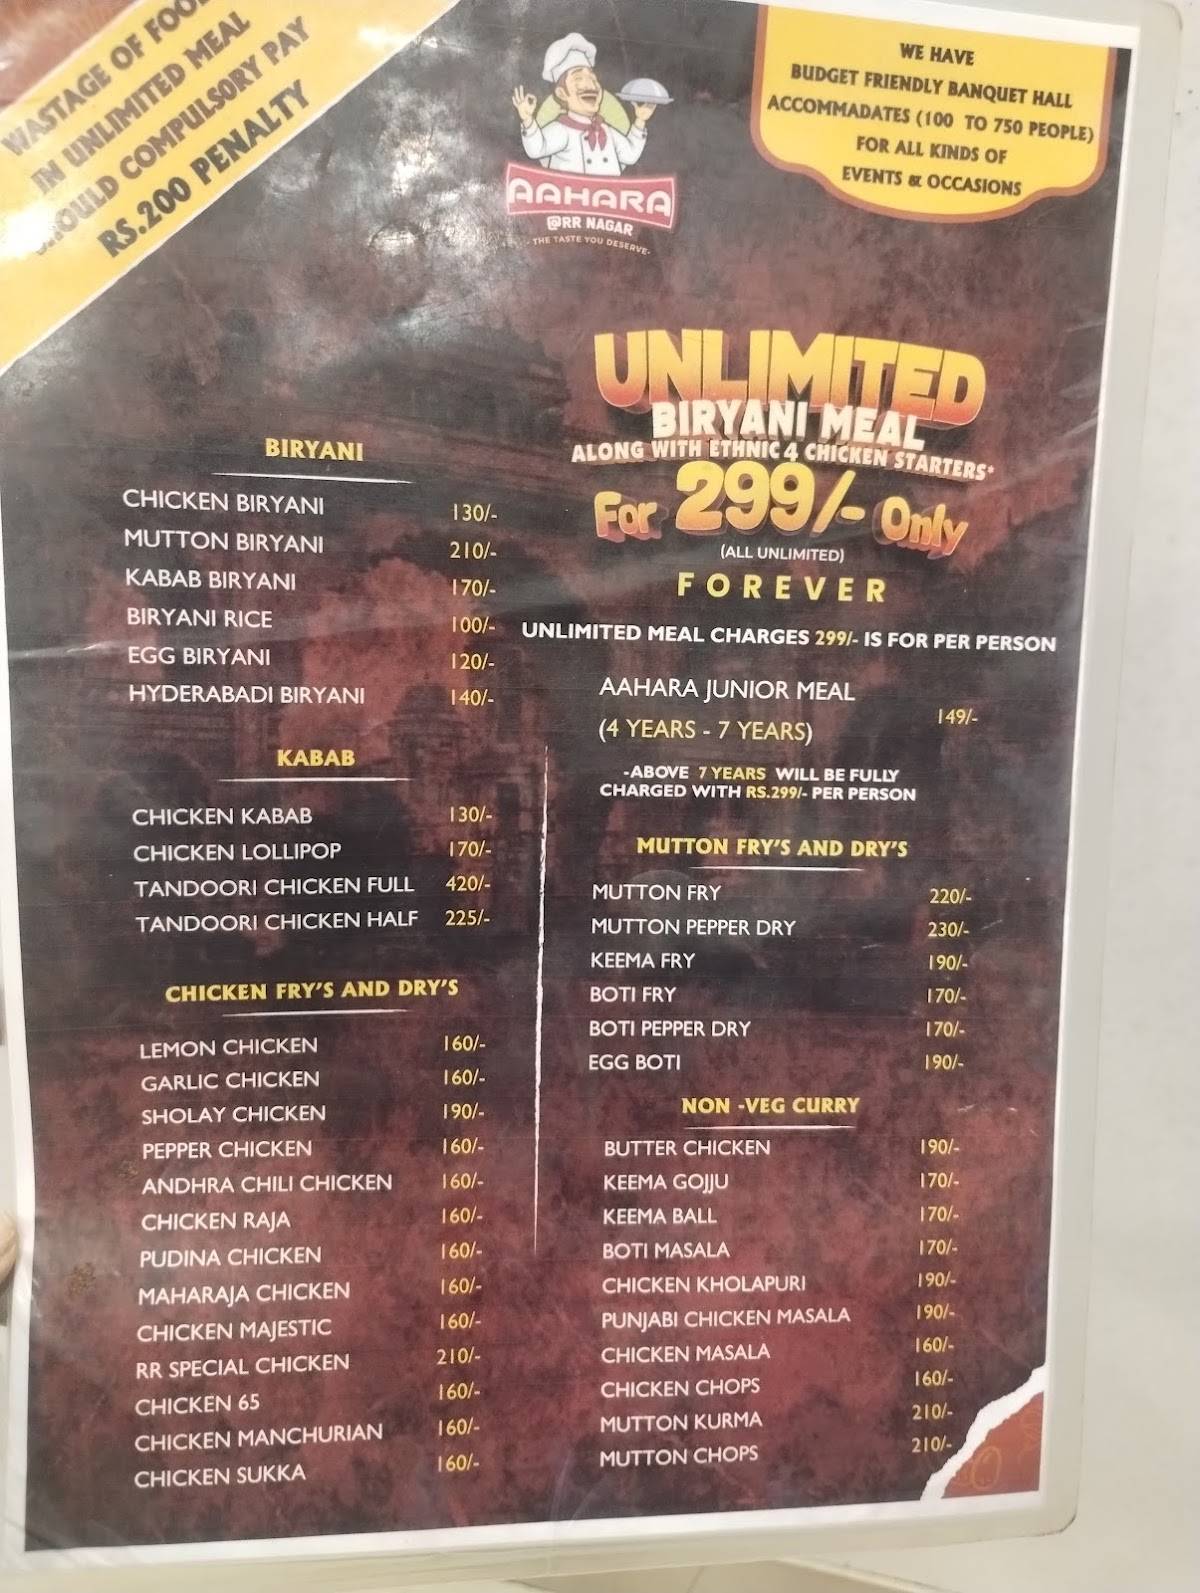 WASTAGE OF FOOD
IN UNLIMITED MEAL
SHOULD COMPULSORY PAY
RS.200 PENALTY
AAHARA
@RR NAGAR
- THE TASTE YOU DESERVE-
WE HAVE
BUDGET FRIENDLY BANQUET HALL
ACCOMMADATES (100 TO 750 PEOPLE)
FOR ALL KINDS OF
EVENTS & OCCASIONS
UNLIMITED
BIRYANI MEAL
ALONG WITH ETHNIC 4 CHICKEN STARTERS*
For 299/- Only
(ALL UNLIMITED)
FOREVER
UNLIMITED MEAL CHARGES 299/- IS FOR PER PERSON
AAHARA JUNIOR MEAL
(4 YEARS - 7 YEARS) 149/-
-ABOVE 7 YEARS WILL BE FULLY
CHARGED WITH RS.299/- PER PERSON
BIRYANI
CHICKEN BIRYANI 130/-
MUTTON BIRYANI 210/-
KABAB BIRYANI 170/-
BIRYANI RICE 100/-
EGG BIRYANI 120/-
HYDERABADI BIRYANI 140/-
KABAB
CHICKEN KABAB 130/-
CHICKEN LOLLIPOP 170/-
TANDOORI CHICKEN FULL 420/-
TANDOORI CHICKEN HALF 225/-
CHICKEN FRY'S AND DRY'S
LEMON CHICKEN 160/-
GARLIC CHICKEN 160/-
SHOLAY CHICKEN 190/-
PEPPER CHICKEN 160/-
ANDHRA CHILI CHICKEN 160/-
CHICKEN RAJA 160/-
PUDINA CHICKEN 160/-
MAHARAJA CHICKEN 160/-
CHICKEN MAJESTIC 160/-
RR SPECIAL CHICKEN 210/-
CHICKEN 65 160/-
CHICKEN MANCHURIAN 160/-
CHICKEN SUKKA 160/-
MUTTON FRY'S AND DRY'S
MUTTON FRY 220/-
MUTTON PEPPER DRY 230/-
KEEMA FRY 190/-
BOTI FRY 170/-
BOTI PEPPER DRY 170/-
EGG BOTI 190/-
NON -VEG CURRY
BUTTER CHICKEN 190/-
KEEMA GOJJU 170/-
KEEMA BALL 170/-
BOTI MASALA 170/-
CHICKEN KHOLAPURI 190/-
PUNJABI CHICKEN MASALA 190/-
CHICKEN MASALA 160/-
CHICKEN CHOPS 160/-
MUTTON KURMA 210/-
MUTTON CHOPS 210/-